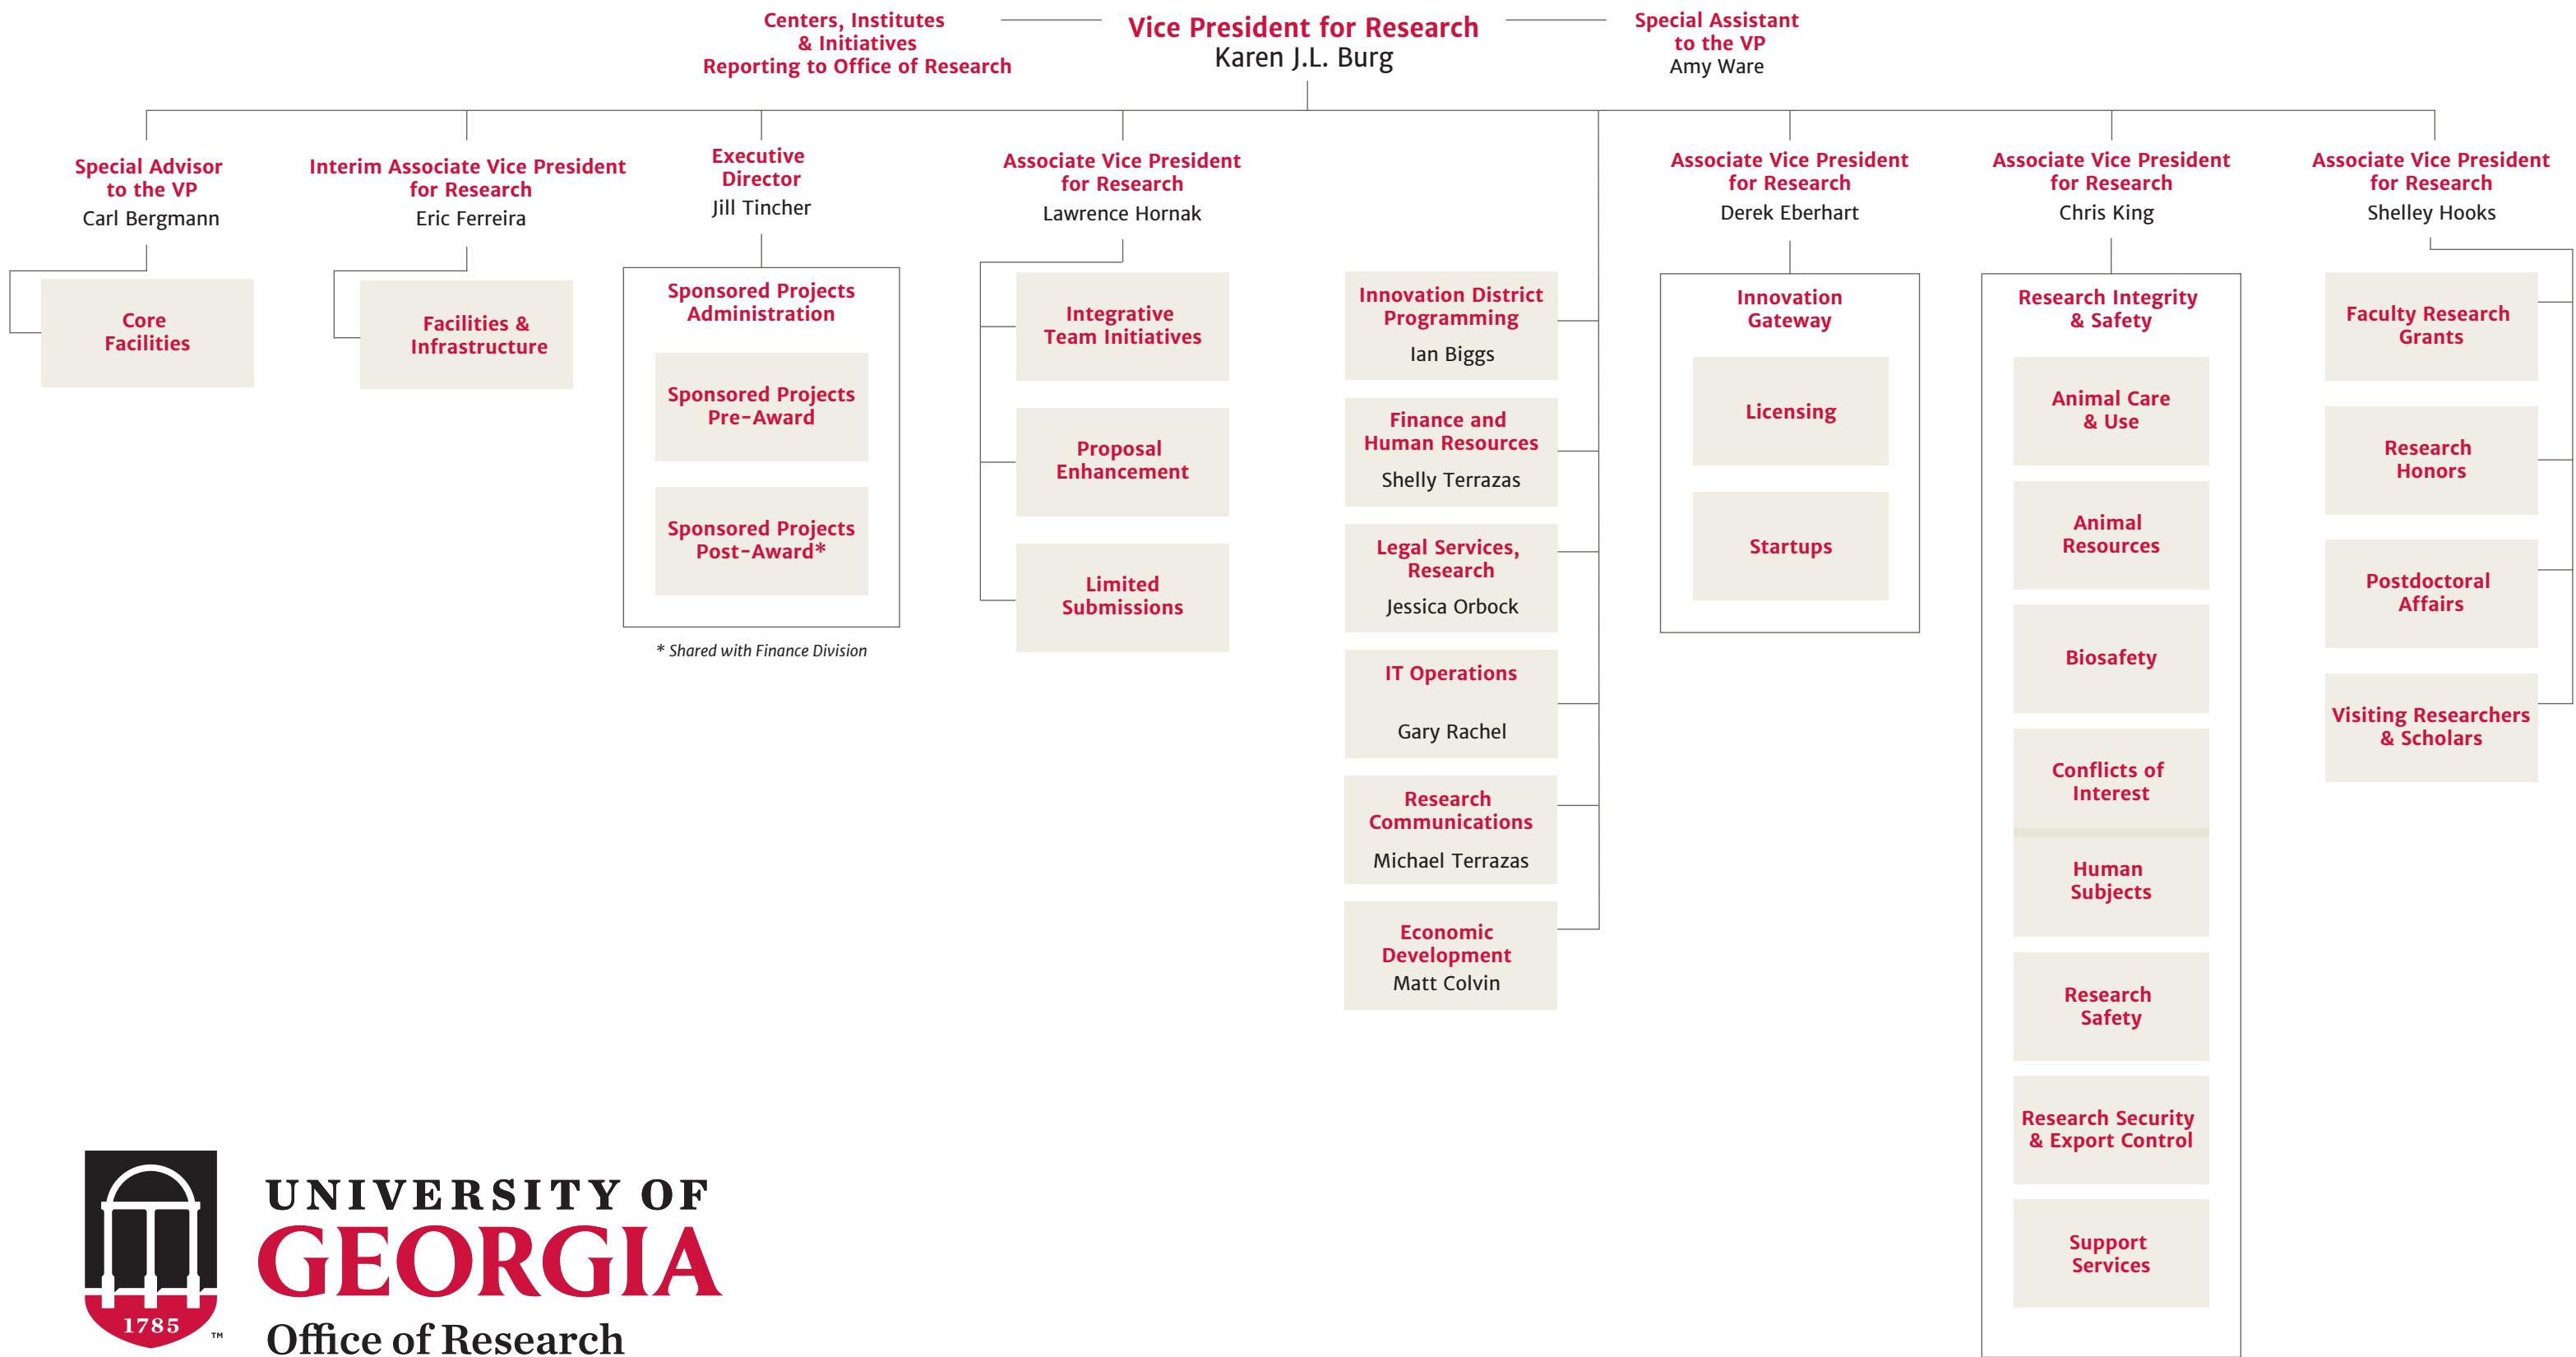 Centers, Institutes
& Initiatives
Reporting to Office of Research
Vice President for Research
Karen J.L. Burg
Special Assistant
to the VP
Amy Ware
Special Advisor
to the VP
Carl Bergmann
Core
Facilities
Interim Associate Vice President
for Research
Eric Ferreira
Facilities &
Infrastructure
Executive
Director
Jill Tincher
Sponsored Projects
Administration
Sponsored Projects
Pre-Award
Sponsored Projects
Post-Award*
* Shared with Finance Division
Associate Vice President
for Research
Lawrence Hornak
Integrative
Team Initiatives
Proposal
Enhancement
Limited
Submissions
Innovation District
Programming
Ian Biggs
Finance and
Human Resources
Shelly Terrazas
Legal Services,
Research
Jessica Orbock
IT Operations
Gary Rachel
Research
Communications
Michael Terrazas
Economic
Development
Matt Colvin
Associate Vice President
for Research
Derek Eberhart
Innovation
Gateway
Licensing
Startups
Associate Vice President
for Research
Chris King
Research Integrity
& Safety
Animal Care
& Use
Animal
Resources
Biosafety
Conflicts of
Interest
Human
Subjects
Research
Safety
Research Security
& Export Control
Support
Services
Associate Vice President
for Research
Shelley Hooks
Faculty Research
Grants
Research
Honors
Postdoctoral
Affairs
Visiting Researchers
& Scholars
1785
TM
UNIVERSITY OF
GEORGIA
Office of Research